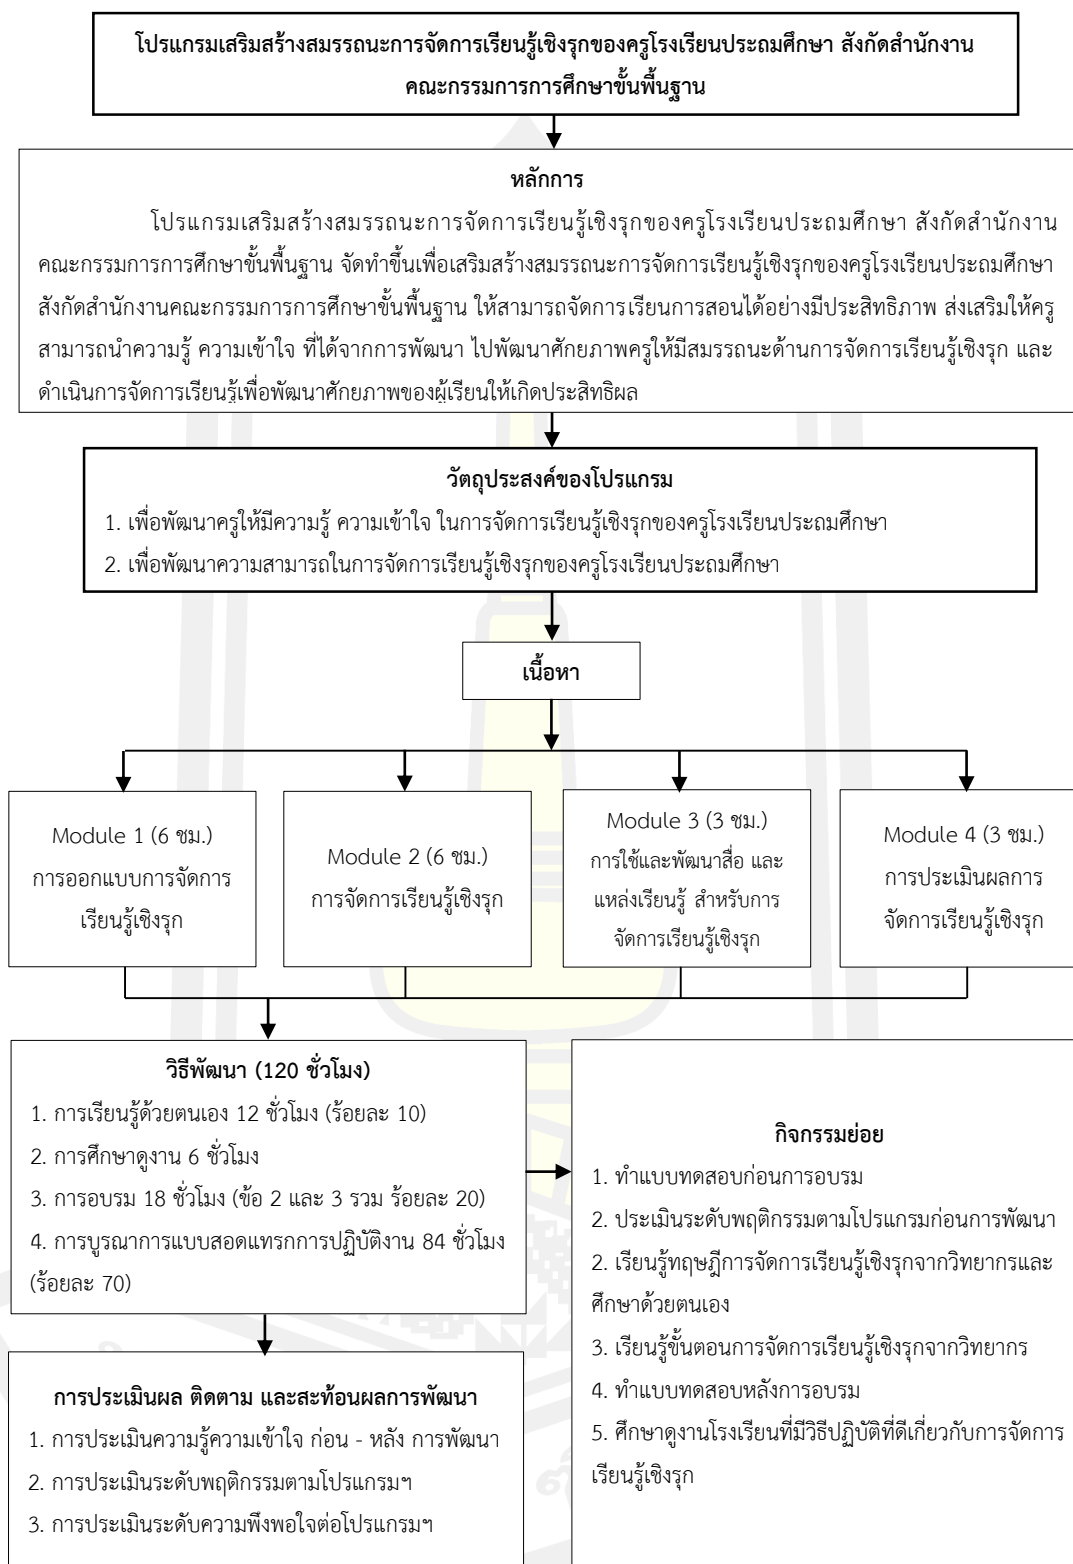 โปรแกรมเสริมสร้างสมรรถนะการจัดการเรียนรู้เชิงรุกของครูโรงเรียนประถมศึกษา สังกัดสำนักงาน
คณะกรรมการการศึกษาขั้นพื้นฐาน
หลักการ
โปรแกรมเสริมสร้างสมรรถนะการจัดการเรียนรู้เชิงรุกของครูโรงเรียนประถมศึกษา สังกัดสำนักงาน
คณะกรรมการการศึกษาขั้นพื้นฐาน จัดทำขึ้นเพื่อเสริมสร้างสมรรถนะการจัดการเรียนรู้เชิงรุกของครูโรงเรียนประถมศึกษา
สังกัดสำนักงานคณะกรรมการการศึกษาขั้นพื้นฐาน ให้สามารถจัดการเรียนการสอนได้อย่างมีประสิทธิภาพ ส่งเสริมให้ครู
สามารถนำความรู้ ความเข้าใจ ที่ได้จากการพัฒนา ไปพัฒนาศักยภาพครูให้มีสมรรถนะด้านการจัดการเรียนรู้เชิงรุก และ
ดำเนินการจัดการเรียนรู้เพื่อพัฒนาศักยภาพของผู้เรียนให้เกิดประสิทธิผล
วัตถุประสงค์ของโปรแกรม
1. เพื่อพัฒนาครูให้มีความรู้ ความเข้าใจ ในการจัดการเรียนรู้เชิงรุกของครูโรงเรียนประถมศึกษา
2. เพื่อพัฒนาความสามารถในการจัดการเรียนรู้เชิงรุกของครูโรงเรียนประถมศึกษา
เนื้อหา
Module 1 (6 ชม.)
การออกแบบการจัดการ
เรียนรู้เชิงรุก
Module 2 (6 ชม.)
การจัดการเรียนรู้เชิงรุก
Module 3 (3 ชม.)
การใช้และพัฒนาสื่อ และ
แหล่งเรียนรู้ สำหรับการ
จัดการเรียนรู้เชิงรุก
Module 4 (3 ชม.)
การประเมินผลการ
จัดการเรียนรู้เชิงรุก
วิธีพัฒนา (120 ชั่วโมง)
1. การเรียนรู้ด้วยตนเอง 12 ชั่วโมง (ร้อยละ 10)
2. การศึกษาดูงาน 6 ชั่วโมง
3. การอบรม 18 ชั่วโมง (ข้อ 2 และ 3 รวม ร้อยละ 20)
4. การบูรณาการแบบสอดแทรกการปฏิบัติงาน 84 ชั่วโมง
(ร้อยละ 70)
กิจกรรมย่อย
1. ทำแบบทดสอบก่อนการอบรม
2. ประเมินระดับพฤติกรรมตามโปรแกรมก่อนการพัฒนา
2. เรียนรู้ทฤษฎีการจัดการเรียนรู้เชิงรุกจากวิทยากรและ
ศึกษาด้วยตนเอง
3. เรียนรู้ขั้นตอนการจัดการเรียนรู้เชิงรุกจากวิทยากร
4. ทำแบบทดสอบหลังการอบรม
5. ศึกษาดูงานโรงเรียนที่มีวิธีปฏิบัติที่ดีเกี่ยวกับการจัดการ
เรียนรู้เชิงรุก
การประเมินผล ติดตาม และสะท้อนผลการพัฒนา
1. การประเมินความรู้ความเข้าใจ ก่อน - หลัง การพัฒนา
2. การประเมินระดับพฤติกรรมตามโปรแกรมฯ
3. การประเมินระดับความพึงพอใจต่อโปรแกรมฯ